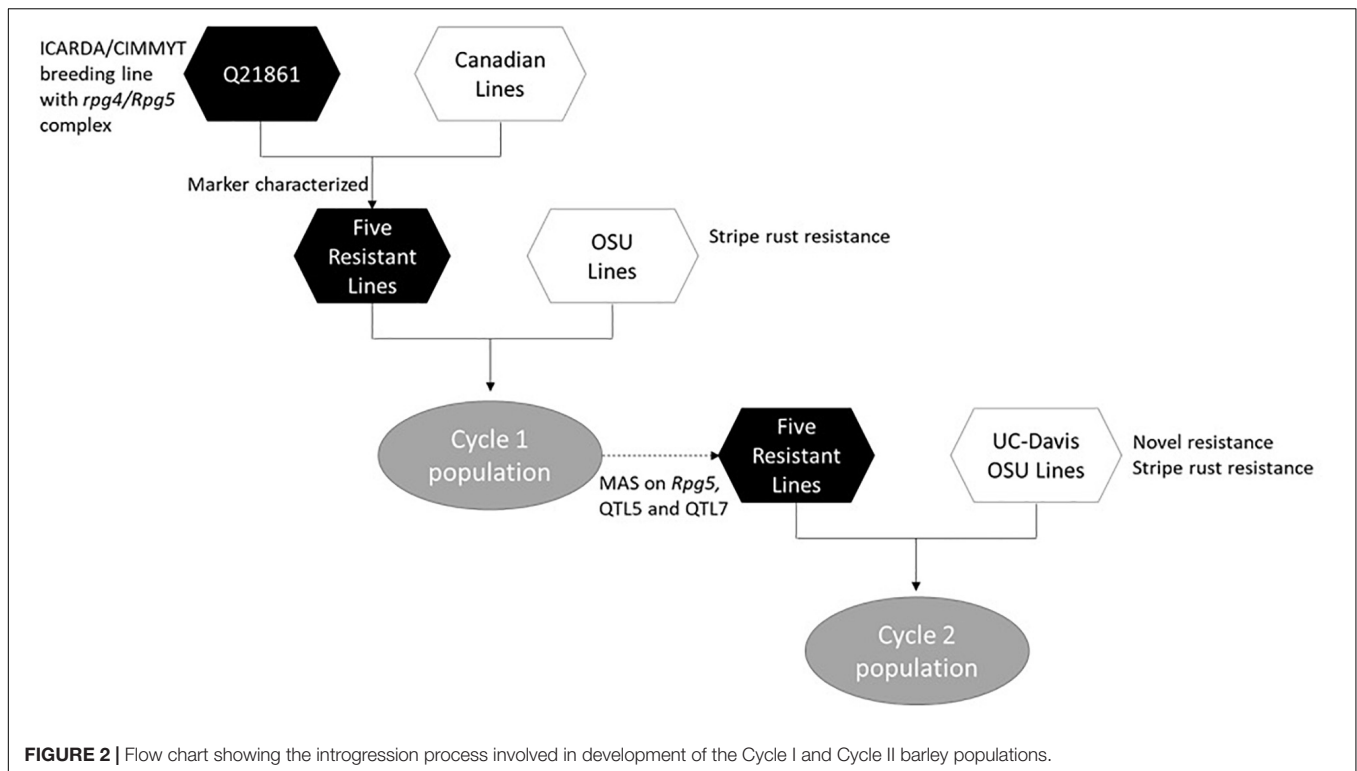 ICARDA/CIMMYT
breeding line
with rpg4/Rpg5
complex
Q21861
Canadian
Lines
Marker characterized
Five
Resistant
Lines
OSU
Lines
Stripe rust resistance
Cycle 1
population
MAS on Rpg5,
QTL5 and QTL7
Five
Resistant
Lines
UC-Davis
OSU Lines
Novel resistance
Stripe rust resistance
Cycle 2
population
FIGURE 2 | Flow chart showing the introgression process involved in development of the Cycle I and Cycle II barley populations.